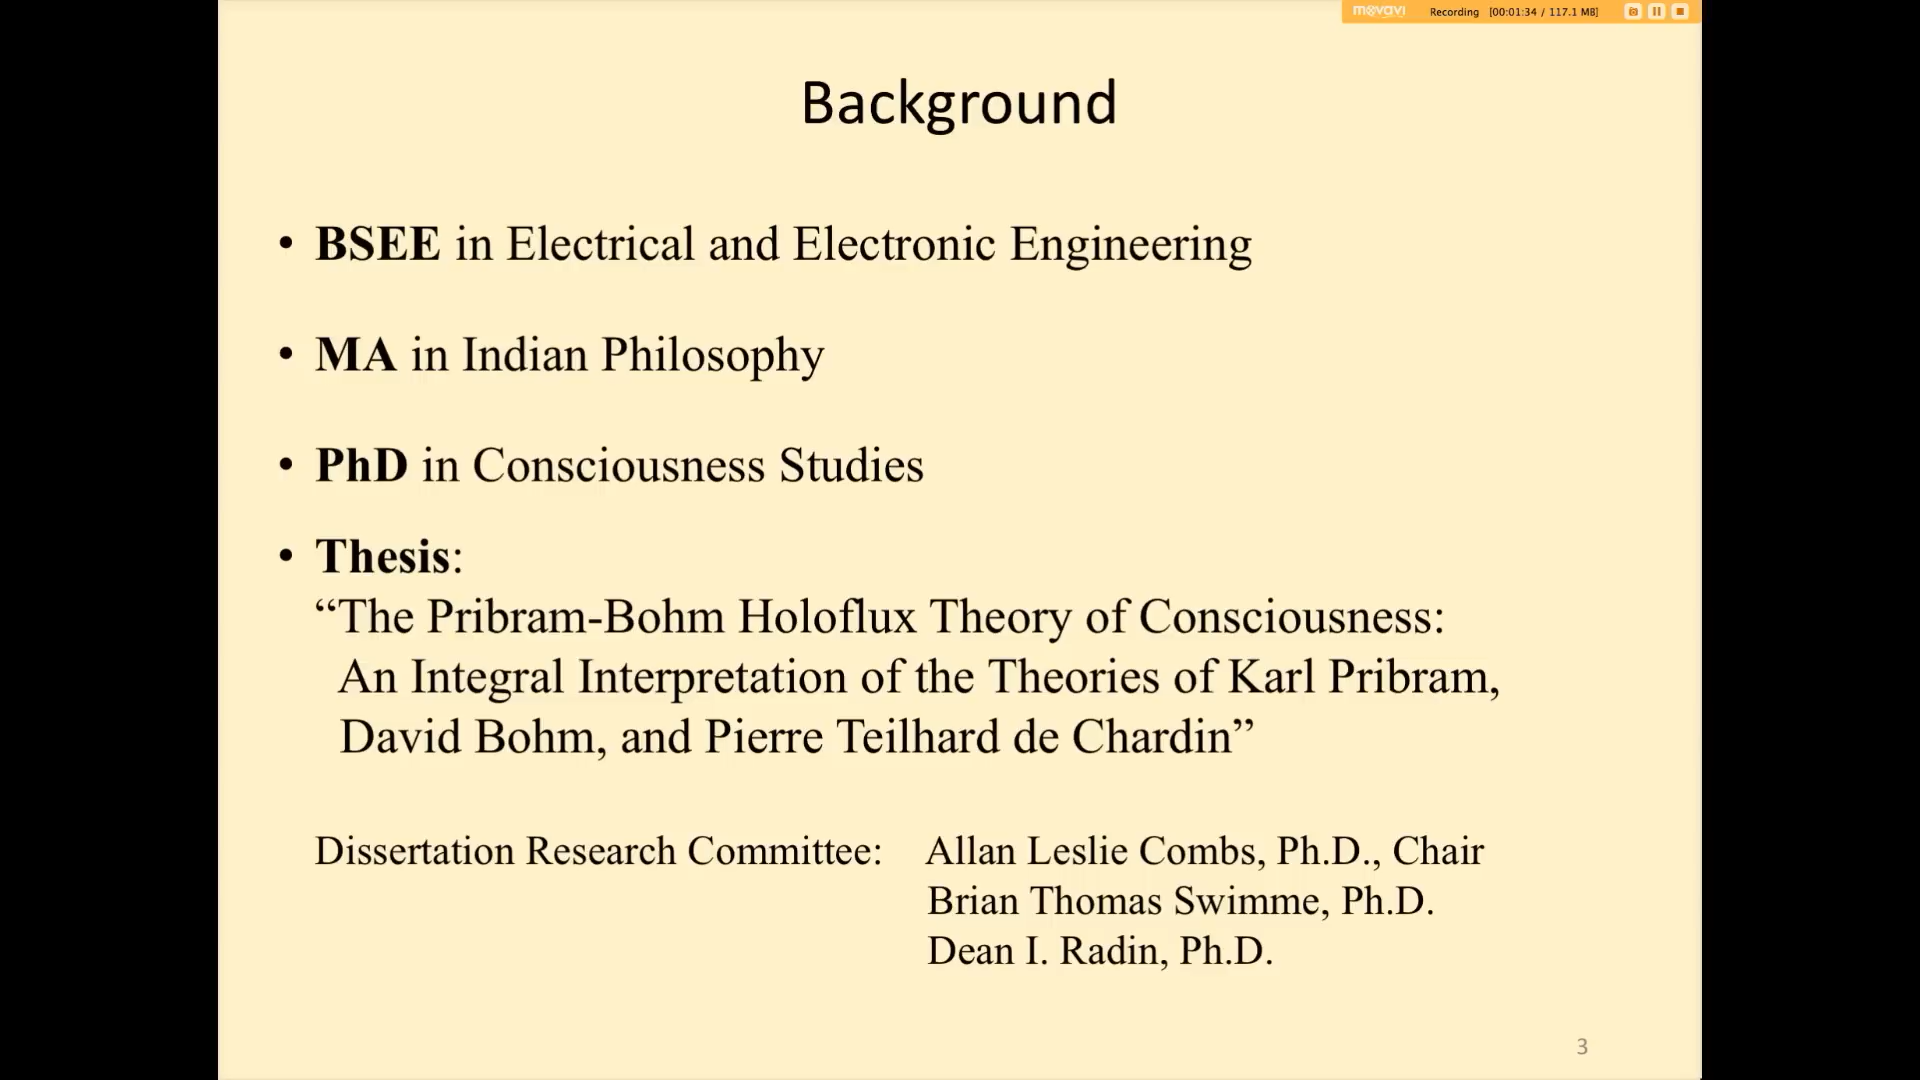 movavi Recording [00:01:34 / 117.1 MB]
Background
• BSEE in Electrical and Electronic Engineering
• MA in Indian Philosophy
• PhD in Consciousness Studies
• Thesis:
“The Pribram-Bohm Holoflux Theory of Consciousness:
An Integral Interpretation of the Theories of Karl Pribram,
David Bohm, and Pierre Teilhard de Chardin”
Dissertation Research Committee: Allan Leslie Combs, Ph.D., Chair
Brian Thomas Swimme, Ph.D.
Dean I. Radin, Ph.D.
3